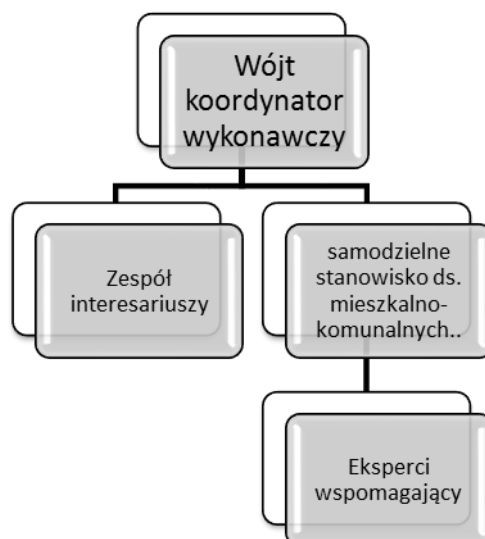 Wójt
koordynator
wykonawczy
Zespół
interesariuszy
samodzielne
stanowisko ds.
mieszkalno-
komunalnych..
Eksperci
wspomagający